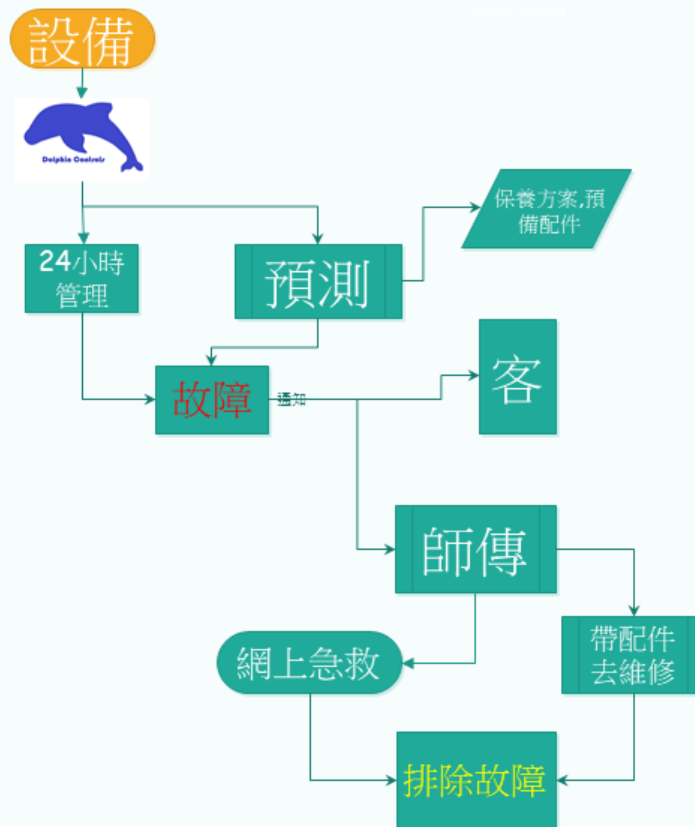 設備
Dolphin Controls
保養方案,預
備配件
24小時
管理
預測
客
故障
通知
師傳
帶配件
去維修
網上急救
排除故障